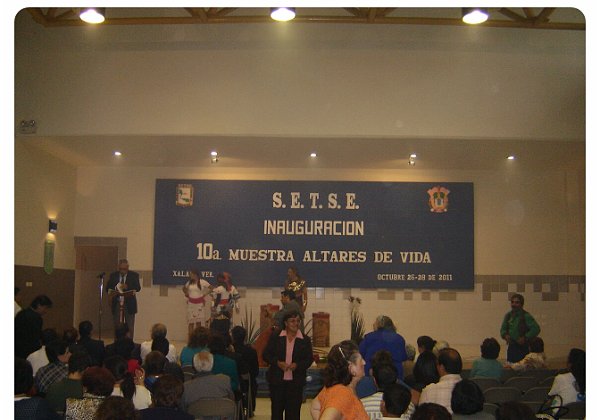 S. E. T. S. E.
INAUGURACION
10a. MUESTRA ALTARES DE VIDA
XALAPA, VER. OCTUBRE 26-28 DE 2011